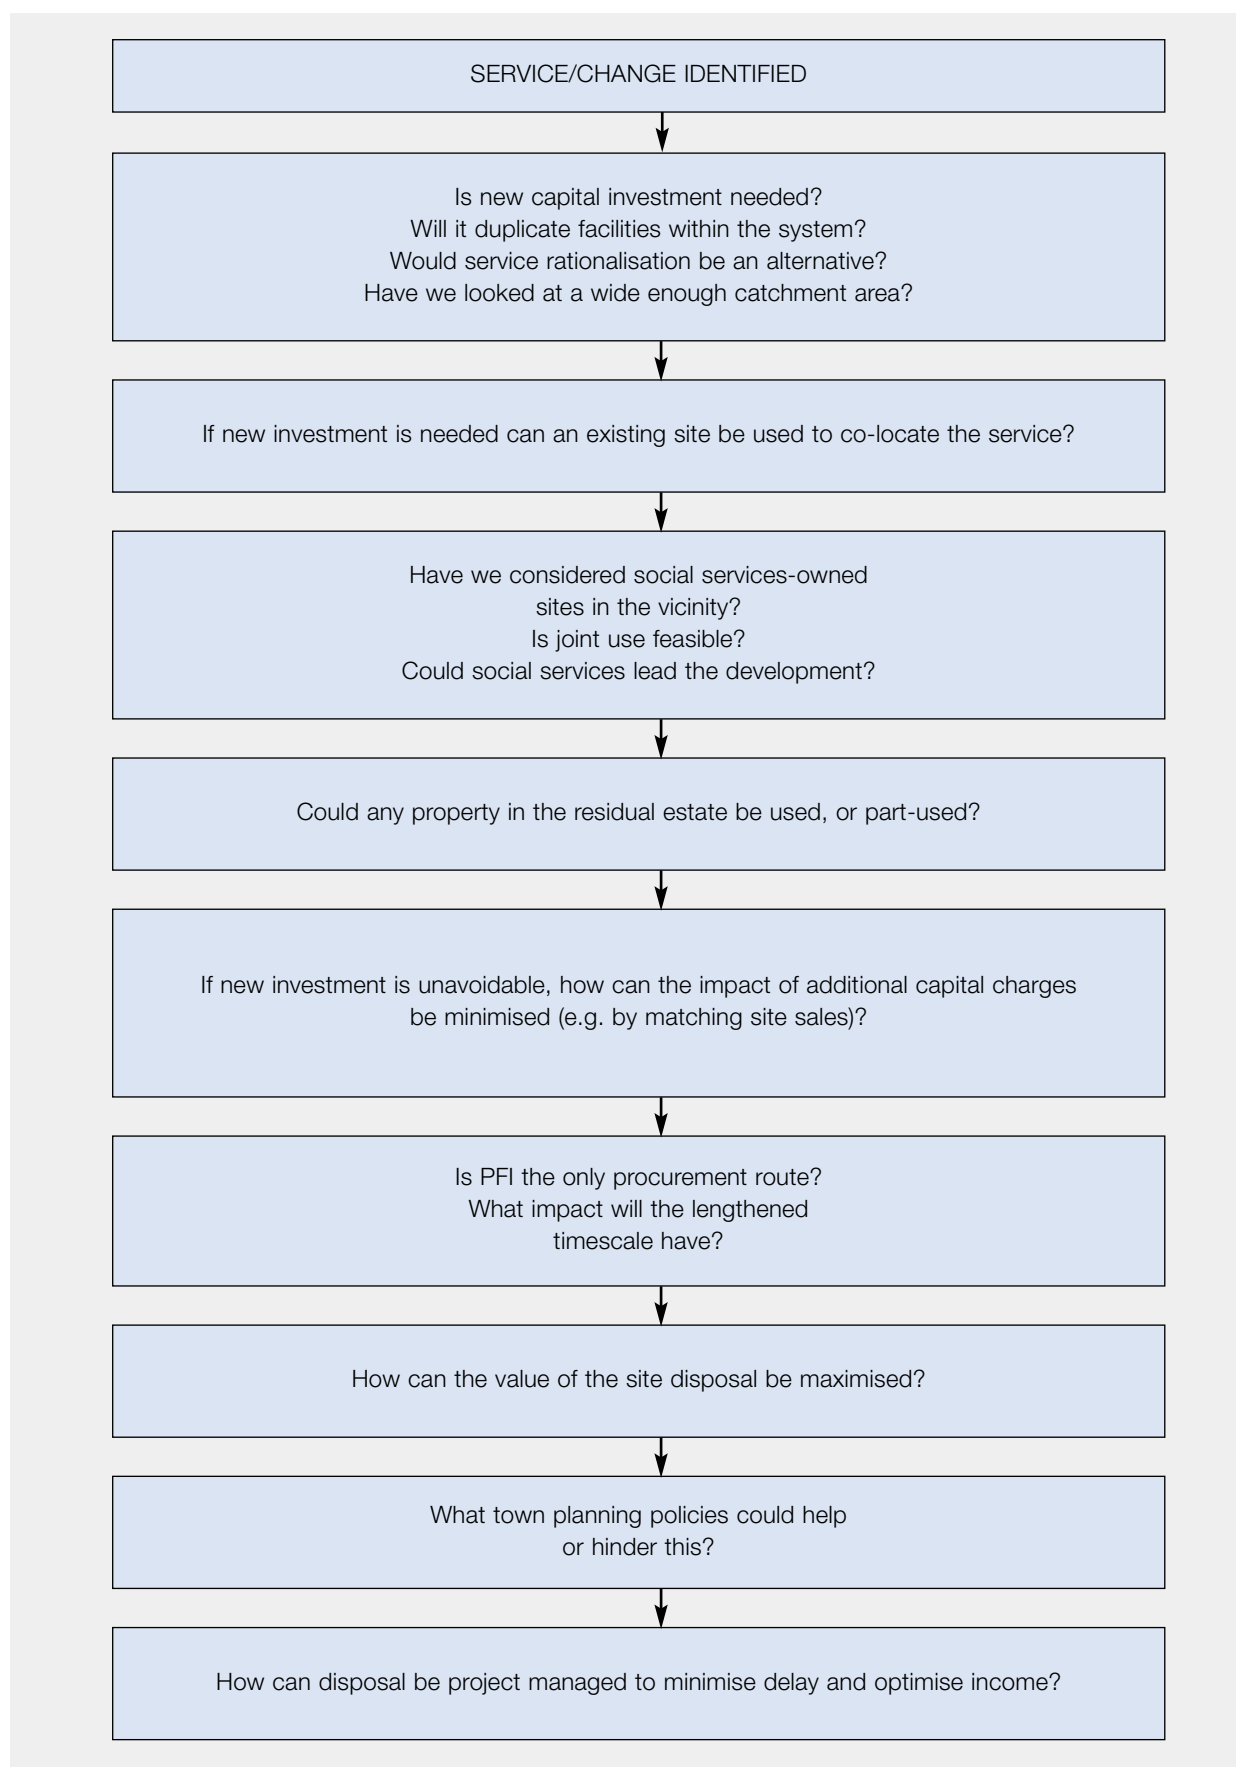 SERVICE/CHANGE IDENTIFIED
Is new capital investment needed?
Will it duplicate facilities within the system?
Would service rationalisation be an alternative?
Have we looked at a wide enough catchment area?
If new investment is needed can an existing site be used to co-locate the service?
Have we considered social services-owned
sites in the vicinity?
Is joint use feasible?
Could social services lead the development?
Could any property in the residual estate be used, or part-used?
If new investment is unavoidable, how can the impact of additional capital charges
be minimised (e.g. by matching site sales)?
Is PFI the only procurement route?
What impact will the lengthened
timescale have?
How can the value of the site disposal be maximised?
What town planning policies could help
or hinder this?
How can disposal be project managed to minimise delay and optimise income?